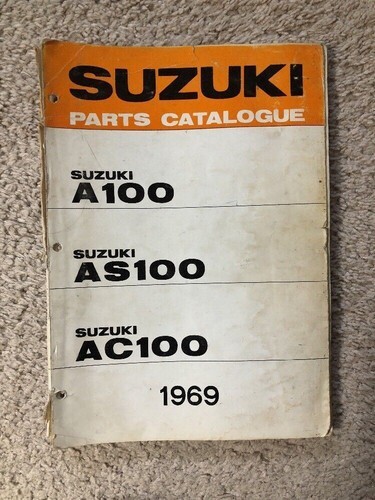 SUZUKI
PARTS CATALOGUE
SUZUKI
A100
SUZUKI
AS100
SUZUKI
AC100
1969